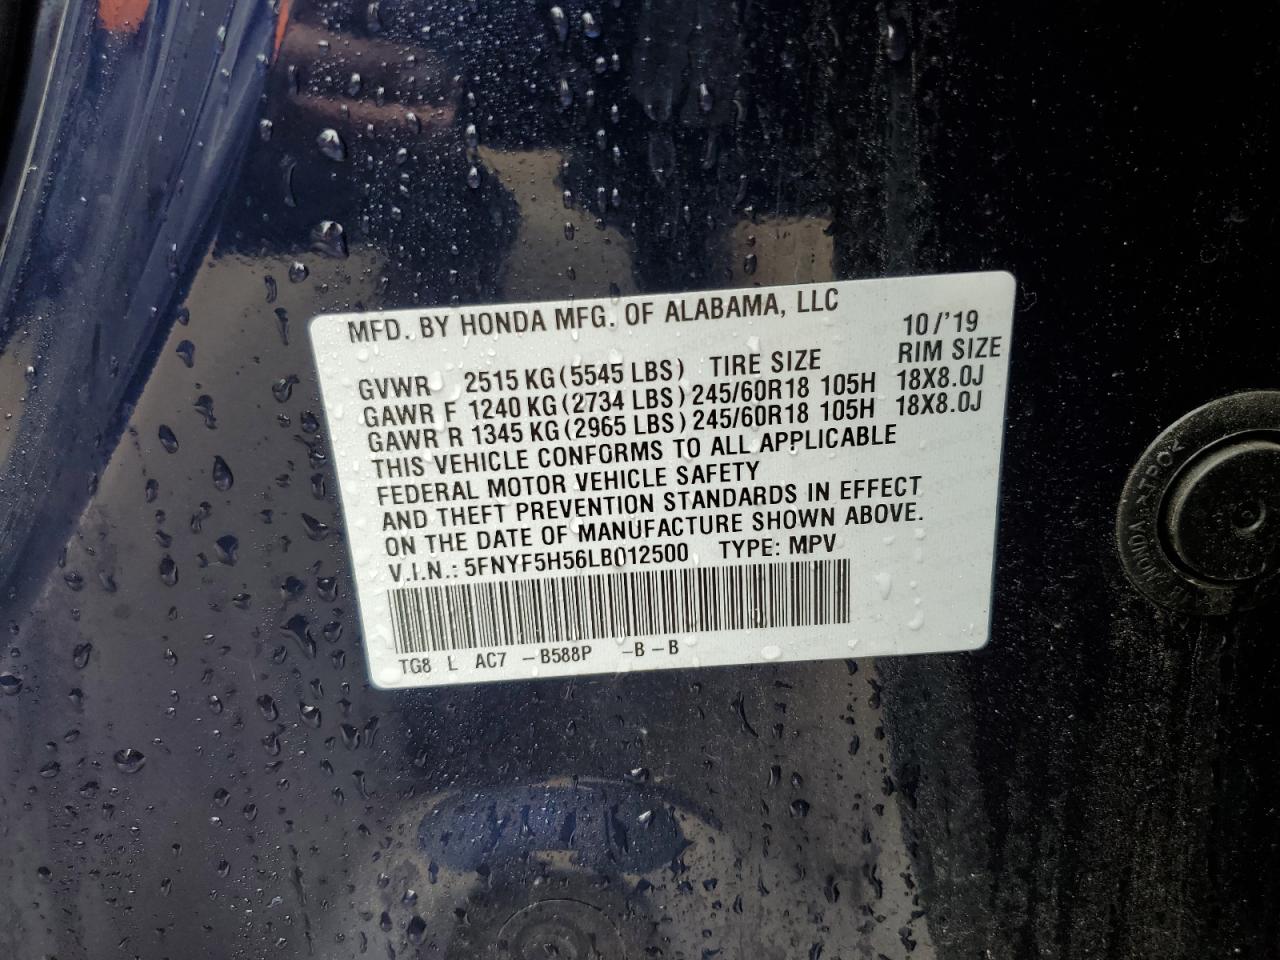 MFD. BY HONDA MFG. OF ALABAMA, LLC 10/'19
GVWR 2515 KG (5545 LBS) TIRE SIZE RIM SIZE
GAWR F 1240 KG (2734 LBS) 245/60R18 105H 18X8.0J
GAWR R 1345 KG (2965 LBS) 245/60R18 105H 18X8.0J
THIS VEHICLE CONFORMS TO ALL APPLICABLE
FEDERAL MOTOR VEHICLE SAFETY
AND THEFT PREVENTION STANDARDS IN EFFECT
ON THE DATE OF MANUFACTURE SHOWN ABOVE.
V.I.N.: 5FNYF5H56LB012500 TYPE: MPV
TG8 L AC7 -B588P -B-B
HONDA >TPO<